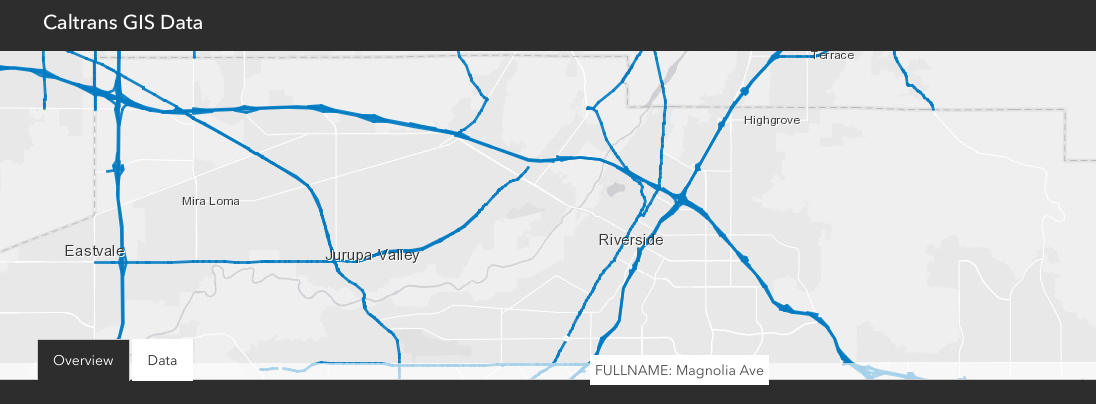 Caltrans GIS Data
Terrace
Highgrove
Mira Loma
Riverside
Eastvale
Jurupa Valley
Overview
Data
FULLNAME: Magnolia Ave